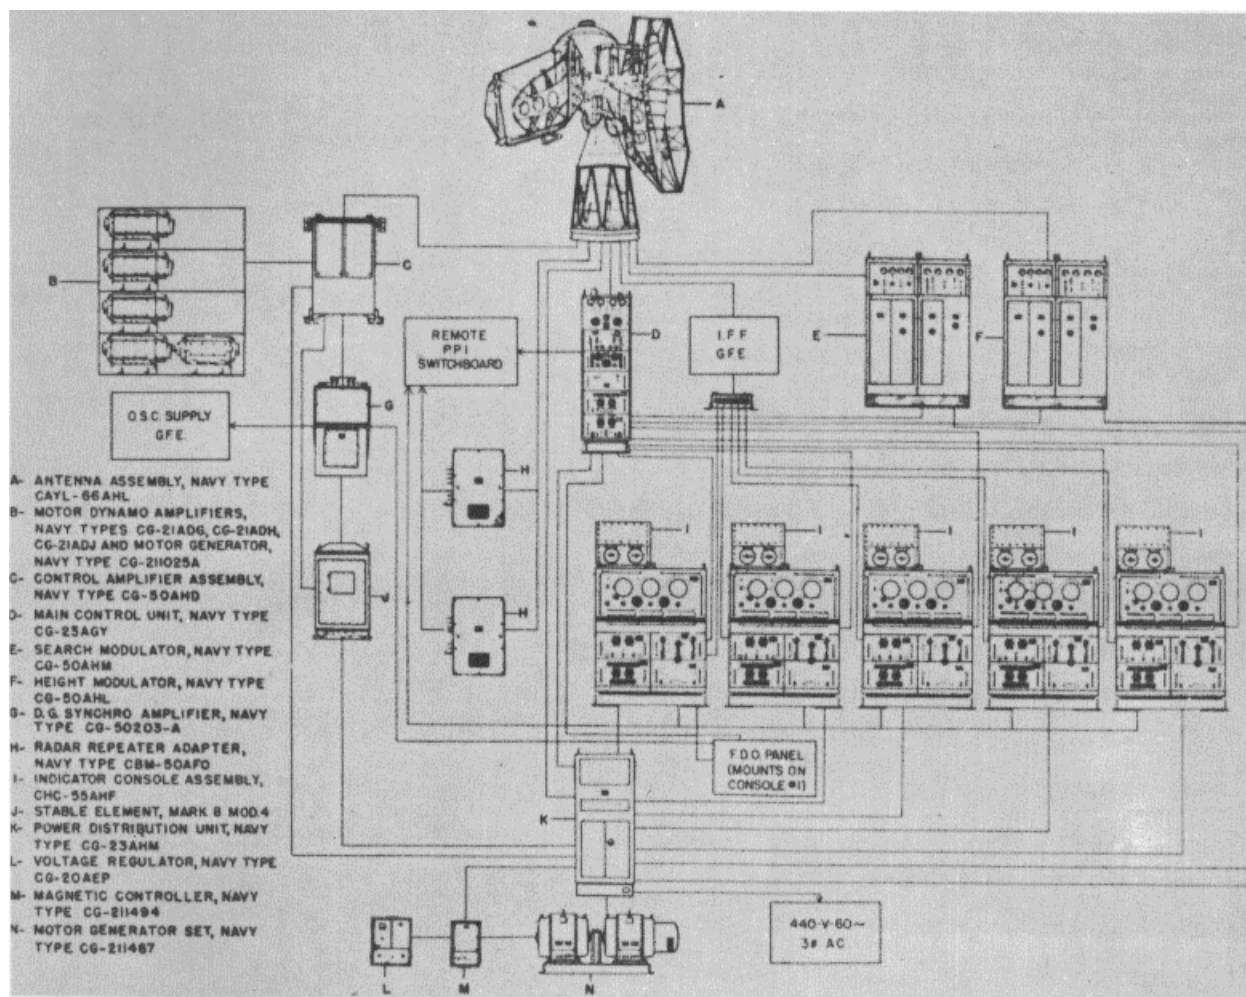 A
B
C
REMOTE
P.P.I.
SWITCHBOARD
D
I.F.F.
G.F.E.
E
F
O.S.C. SUPPLY
G.F.E.
G
H
H
I
I
I
I
I
J
A- ANTENNA ASSEMBLY, NAVY TYPE
CAYL-66AHL
B- MOTOR DYNAMO AMPLIFIERS,
NAVY TYPES CG-21ADG, CG-21ADH,
CG-21ADJ AND MOTOR GENERATOR,
NAVY TYPE CG-211025A
C- CONTROL AMPLIFIER ASSEMBLY,
NAVY TYPE CG-50AHD
D- MAIN CONTROL UNIT, NAVY TYPE
CG-23AGY
E- SEARCH MODULATOR, NAVY TYPE
CG-50AHM
F- HEIGHT MODULATOR, NAVY TYPE
CG-50AHL
G- D.G. SYNCHRO AMPLIFIER, NAVY
TYPE CG-50203-A
H- RADAR REPEATER ADAPTER,
NAVY TYPE CBM-50AFO
I- INDICATOR CONSOLE ASSEMBLY,
CHC-55AHF
J- STABLE ELEMENT, MARK 8 MOD.4
K- POWER DISTRIBUTION UNIT, NAVY
TYPE CG-23AHM
L- VOLTAGE REGULATOR, NAVY TYPE
CG-20AEP
M- MAGNETIC CONTROLLER, NAVY
TYPE CG-211494
N- MOTOR GENERATOR SET, NAVY
TYPE CG-211467
F.D.O. PANEL
(MOUNTS ON
CONSOLE #1)
K
440-V-60~
3ø AC
L
M
N